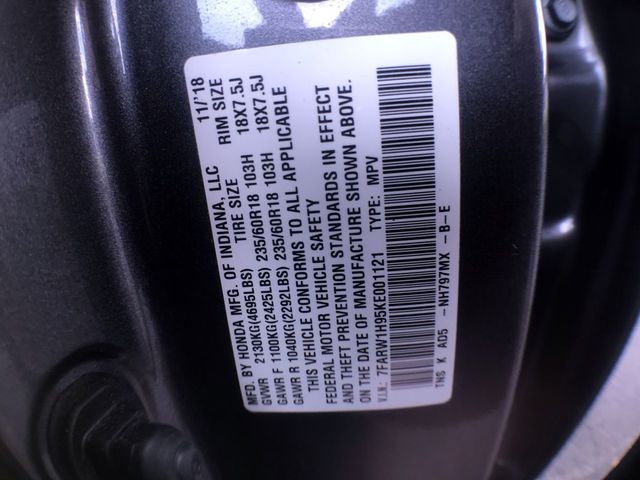 MFD. BY HONDA MFG. OF INDIANA, LLC 11/'18
GVWR 2130KG(4695LBS) TIRE SIZE RIM SIZE
GAWR F 1100KG(2425LBS) 235/60R18 103H 18X7.5J
GAWR R 1040KG(2292LBS) 235/60R18 103H 18X7.5J
THIS VEHICLE CONFORMS TO ALL APPLICABLE
FEDERAL MOTOR VEHICLE SAFETY
AND THEFT PREVENTION STANDARDS IN EFFECT
ON THE DATE OF MANUFACTURE SHOWN ABOVE.
V.I.N.: 7FARW1H95KE001121 TYPE: MPV
TNS K AD5 - NH797MX - B-E